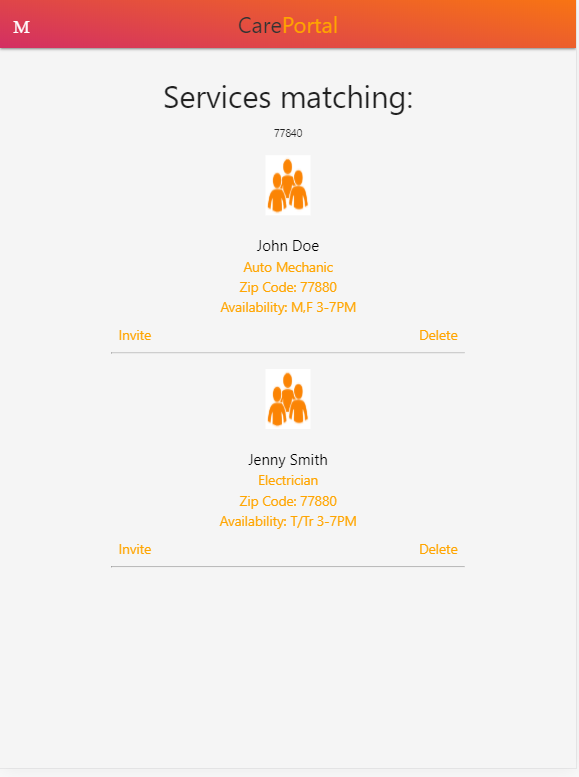 M
CarePortal
Services matching:
77840
John Doe
Auto Mechanic
Zip Code: 77880
Availability: M,F 3-7PM
Invite Delete
Jenny Smith
Electrician
Zip Code: 77880
Availability: T/Tr 3-7PM
Invite Delete